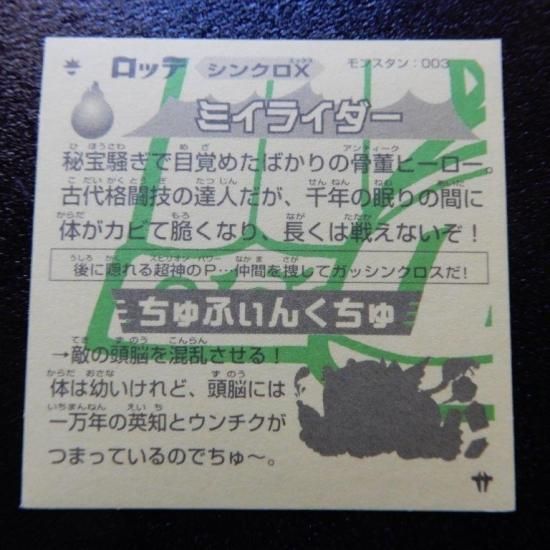 ロッテ シンクロX モンスタン:003
ミイライダー
秘宝騒ぎで目覚めたばかりの骨董ヒーロー。
古代格闘技の達人だが、千年の眠りの間に
体がカビて脆くなり、長くは戦えないぞ！
後に隠れる超神のP…仲間を捜してガッシンクロスだ!
ちゅふぃんくちゅ
→敵の頭脳を混乱させる！
体は幼いけれど、頭脳には
一万年の英知とウンチクが
つまっているのでちゅ〜。